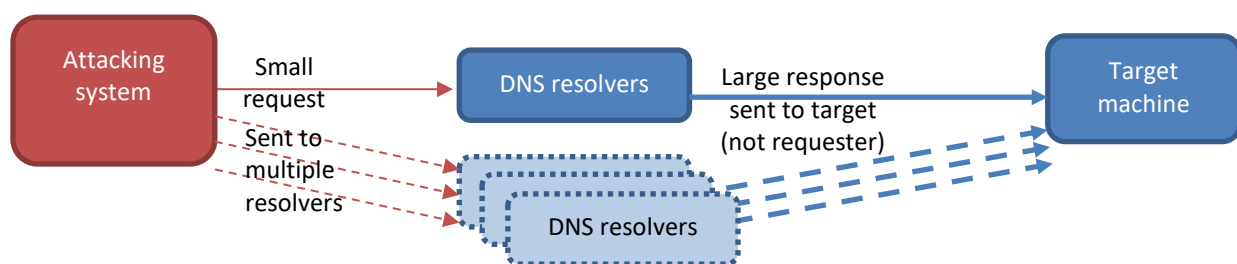 Attacking
system
Small
request
DNS resolvers
Large response
sent to target
(not requester)
Target
machine
Sent to
multiple
resolvers
DNS resolvers